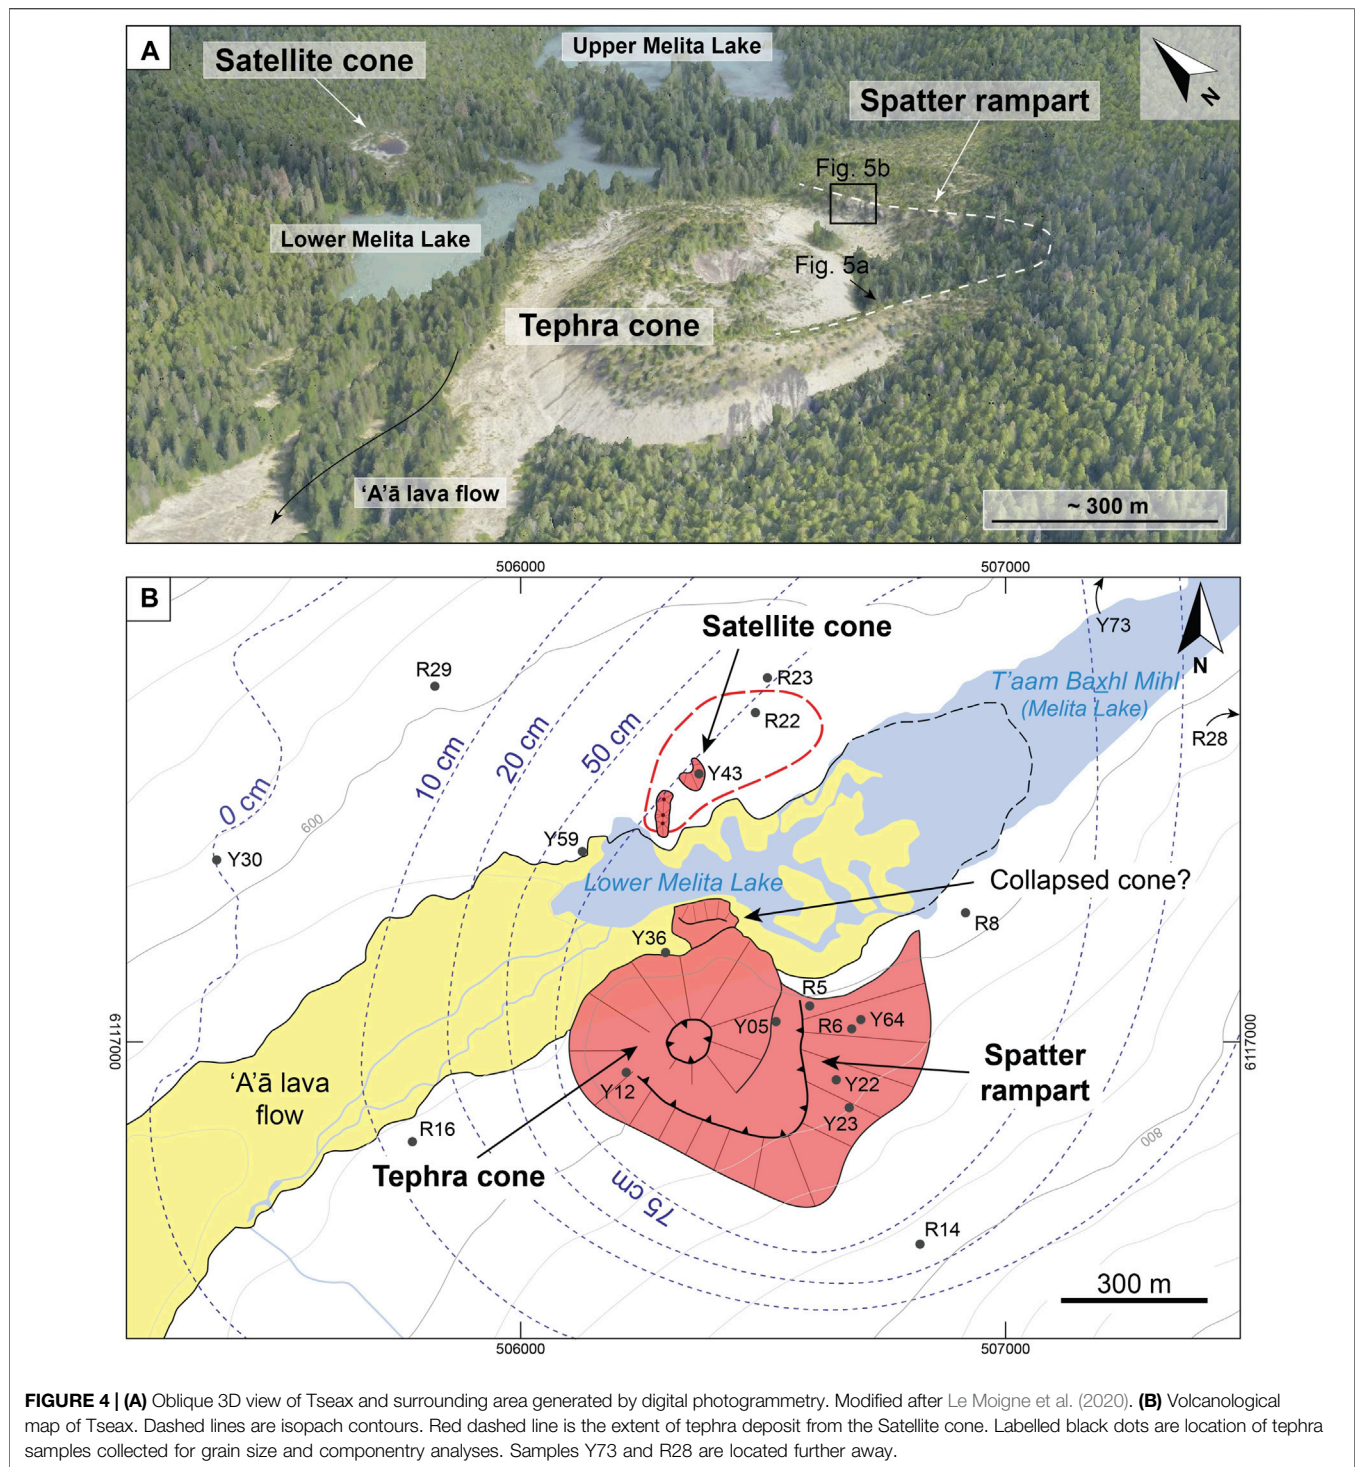 A
Upper Melita Lake
Satellite cone
Spatter rampart
N
Fig. 5b
Lower Melita Lake
Fig. 5a
Tephra cone
‘A’ā lava flow
~ 300 m
506000
507000
B
Satellite cone
Y73
N
R29
R23
T'aam Baxhl Mihl
(Melita Lake)
R22
R28
10 cm
20 cm
50 cm
Y43
0 cm
600
Y59
Y30
Lower Melita Lake
Collapsed cone?
R8
Y36
R5
Y05
R6
Y64
6117000
6117000
Spatter
rampart
‘A’ā lava
flow
Y12
Y22
Y23
R16
800
Tephra cone
75 cm
R14
300 m
506000
507000
FIGURE 4 | (A) Oblique 3D view of Tseax and surrounding area generated by digital photogrammetry. Modified after Le Moigne et al. (2020). (B) Volcanological
map of Tseax. Dashed lines are isopach contours. Red dashed line is the extent of tephra deposit from the Satellite cone. Labelled black dots are location of tephra
samples collected for grain size and componentry analyses. Samples Y73 and R28 are located further away.